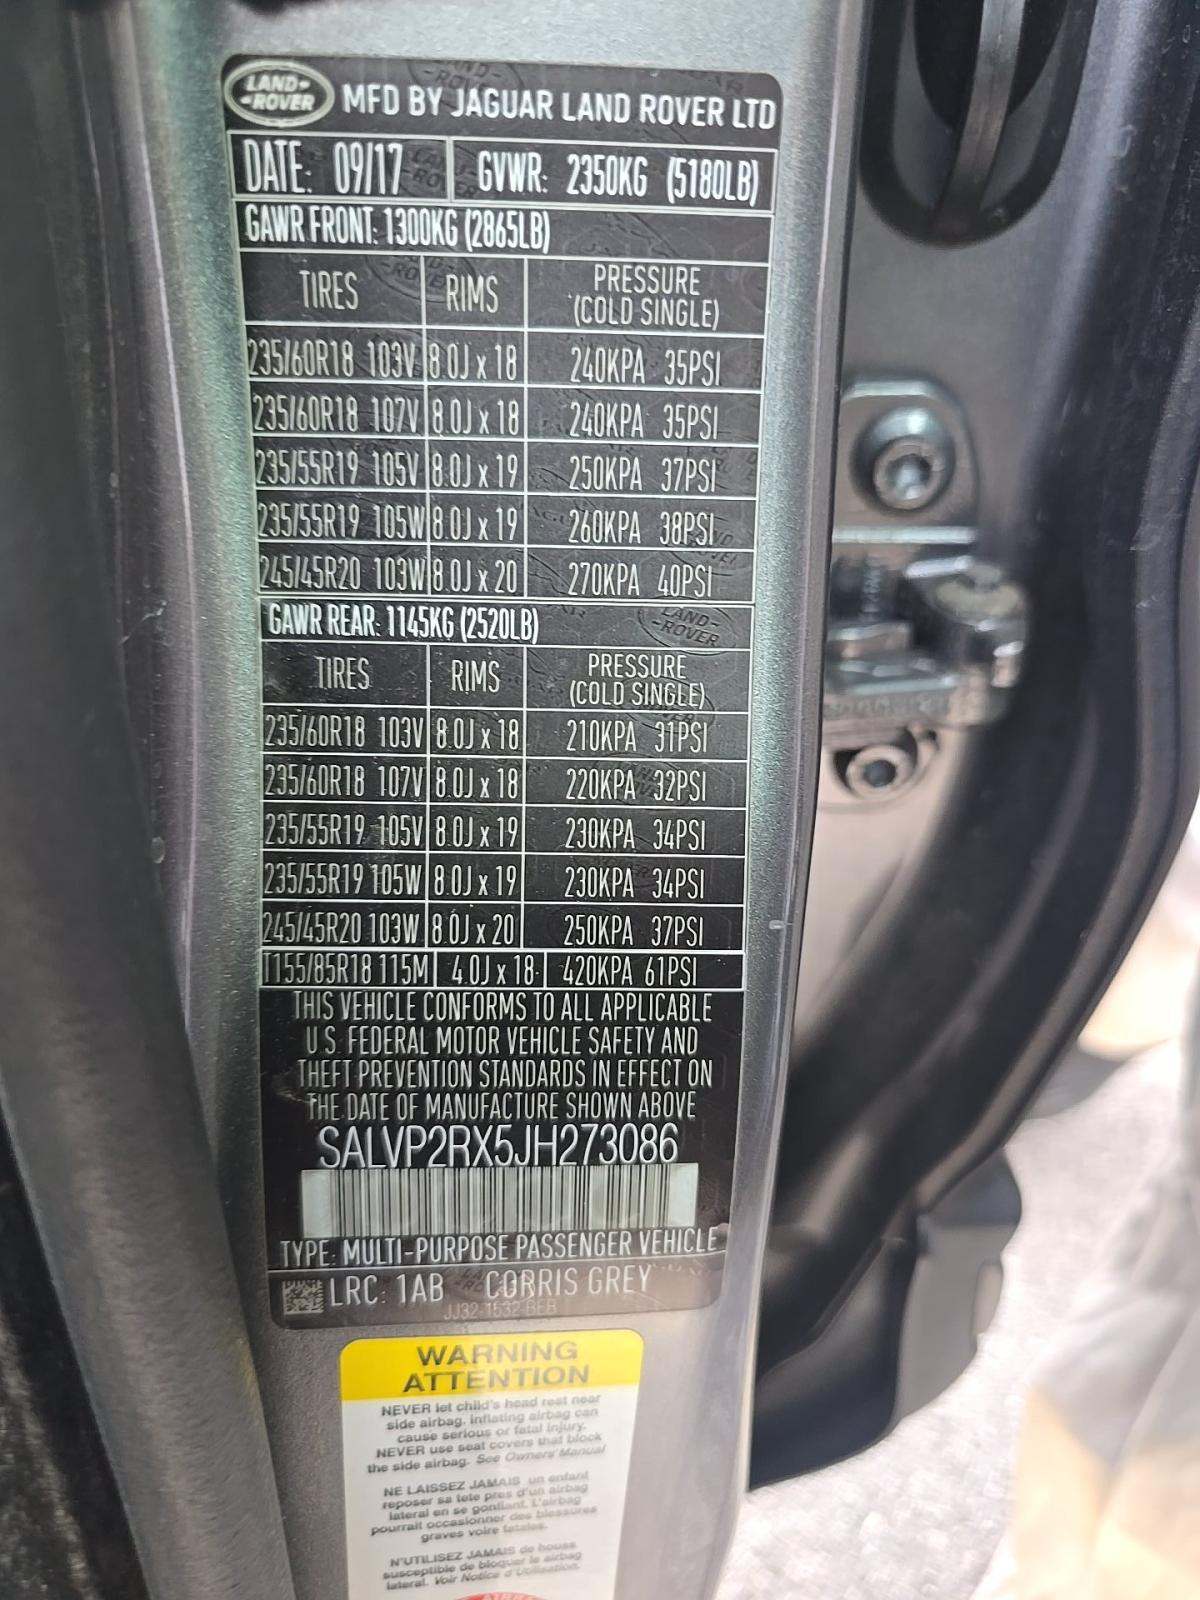 LAND-
-ROVER
MFD BY JAGUAR LAND ROVER LTD
DATE: 09/17 GVWR: 2350KG (5180LB)
GAWR FRONT: 1300KG (2865LB)
TIRES RIMS PRESSURE
(COLD SINGLE)
235/60R18 103V 8.0J x 18 240KPA 35PSI
235/60R18 107V 8.0J x 18 240KPA 35PSI
235/55R19 105V 8.0J x 19 250KPA 37PSI
235/55R19 105W 8.0J x 19 260KPA 38PSI
245/45R20 103W 8.0J x 20 270KPA 40PSI
GAWR REAR: 1145KG (2520LB)
TIRES RIMS PRESSURE
(COLD SINGLE)
235/60R18 103V 8.0J x 18 210KPA 31PSI
235/60R18 107V 8.0J x 18 220KPA 32PSI
235/55R19 105V 8.0J x 19 230KPA 34PSI
235/55R19 105W 8.0J x 19 230KPA 34PSI
245/45R20 103W 8.0J x 20 250KPA 37PSI
T155/85R18 115M 4.0J x 18 420KPA 61PSI
THIS VEHICLE CONFORMS TO ALL APPLICABLE
U.S. FEDERAL MOTOR VEHICLE SAFETY AND
THEFT PREVENTION STANDARDS IN EFFECT ON
THE DATE OF MANUFACTURE SHOWN ABOVE
SALVP2RX5JH273086
TYPE: MULTI-PURPOSE PASSENGER VEHICLE
LRC: 1AB CORRIS GREY
JJ32-1532-BEB
WARNING
ATTENTION
NEVER let child's head rest near
side airbag, inflating airbag can
cause serious or fatal injury.
NEVER use seat covers that block
the side airbag. See Owners' Manual
NE LAISSEZ JAMAIS un enfant
reposer sa tete pres d'un airbag
lateral en se gonflant. L'airbag
pourrait occasionner des blessures
graves voire fatales.
N'UTILISEZ JAMAIS de house
susceptible de bloquer le airbag
lateral. Voir Notice d'Utilisation.